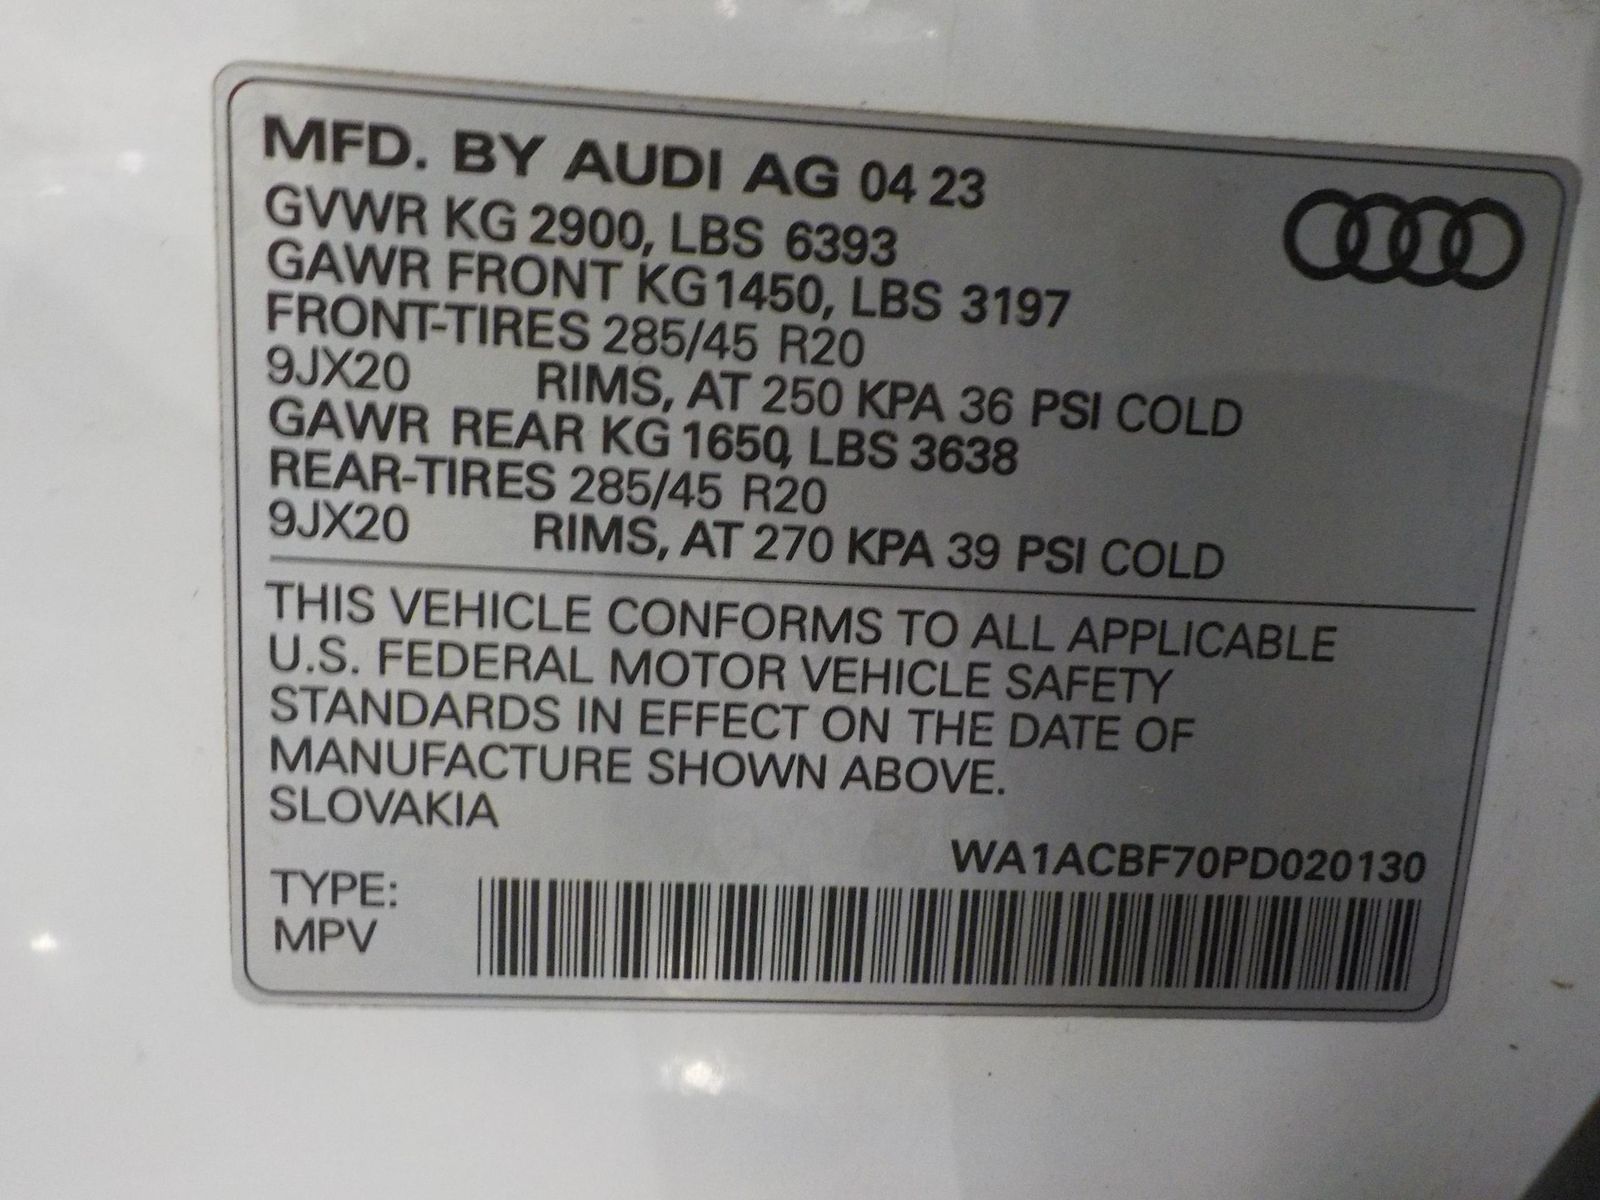 MFD. BY AUDI AG 04 23
GVWR KG 2900, LBS 6393
GAWR FRONT KG 1450, LBS 3197
FRONT-TIRES 285/45 R20
9JX20 RIMS, AT 250 KPA 36 PSI COLD
GAWR REAR KG 1650, LBS 3638
REAR-TIRES 285/45 R20
9JX20 RIMS, AT 270 KPA 39 PSI COLD
THIS VEHICLE CONFORMS TO ALL APPLICABLE
U.S. FEDERAL MOTOR VEHICLE SAFETY
STANDARDS IN EFFECT ON THE DATE OF
MANUFACTURE SHOWN ABOVE.
SLOVAKIA
WA1ACBF70PD020130
TYPE:
MPV